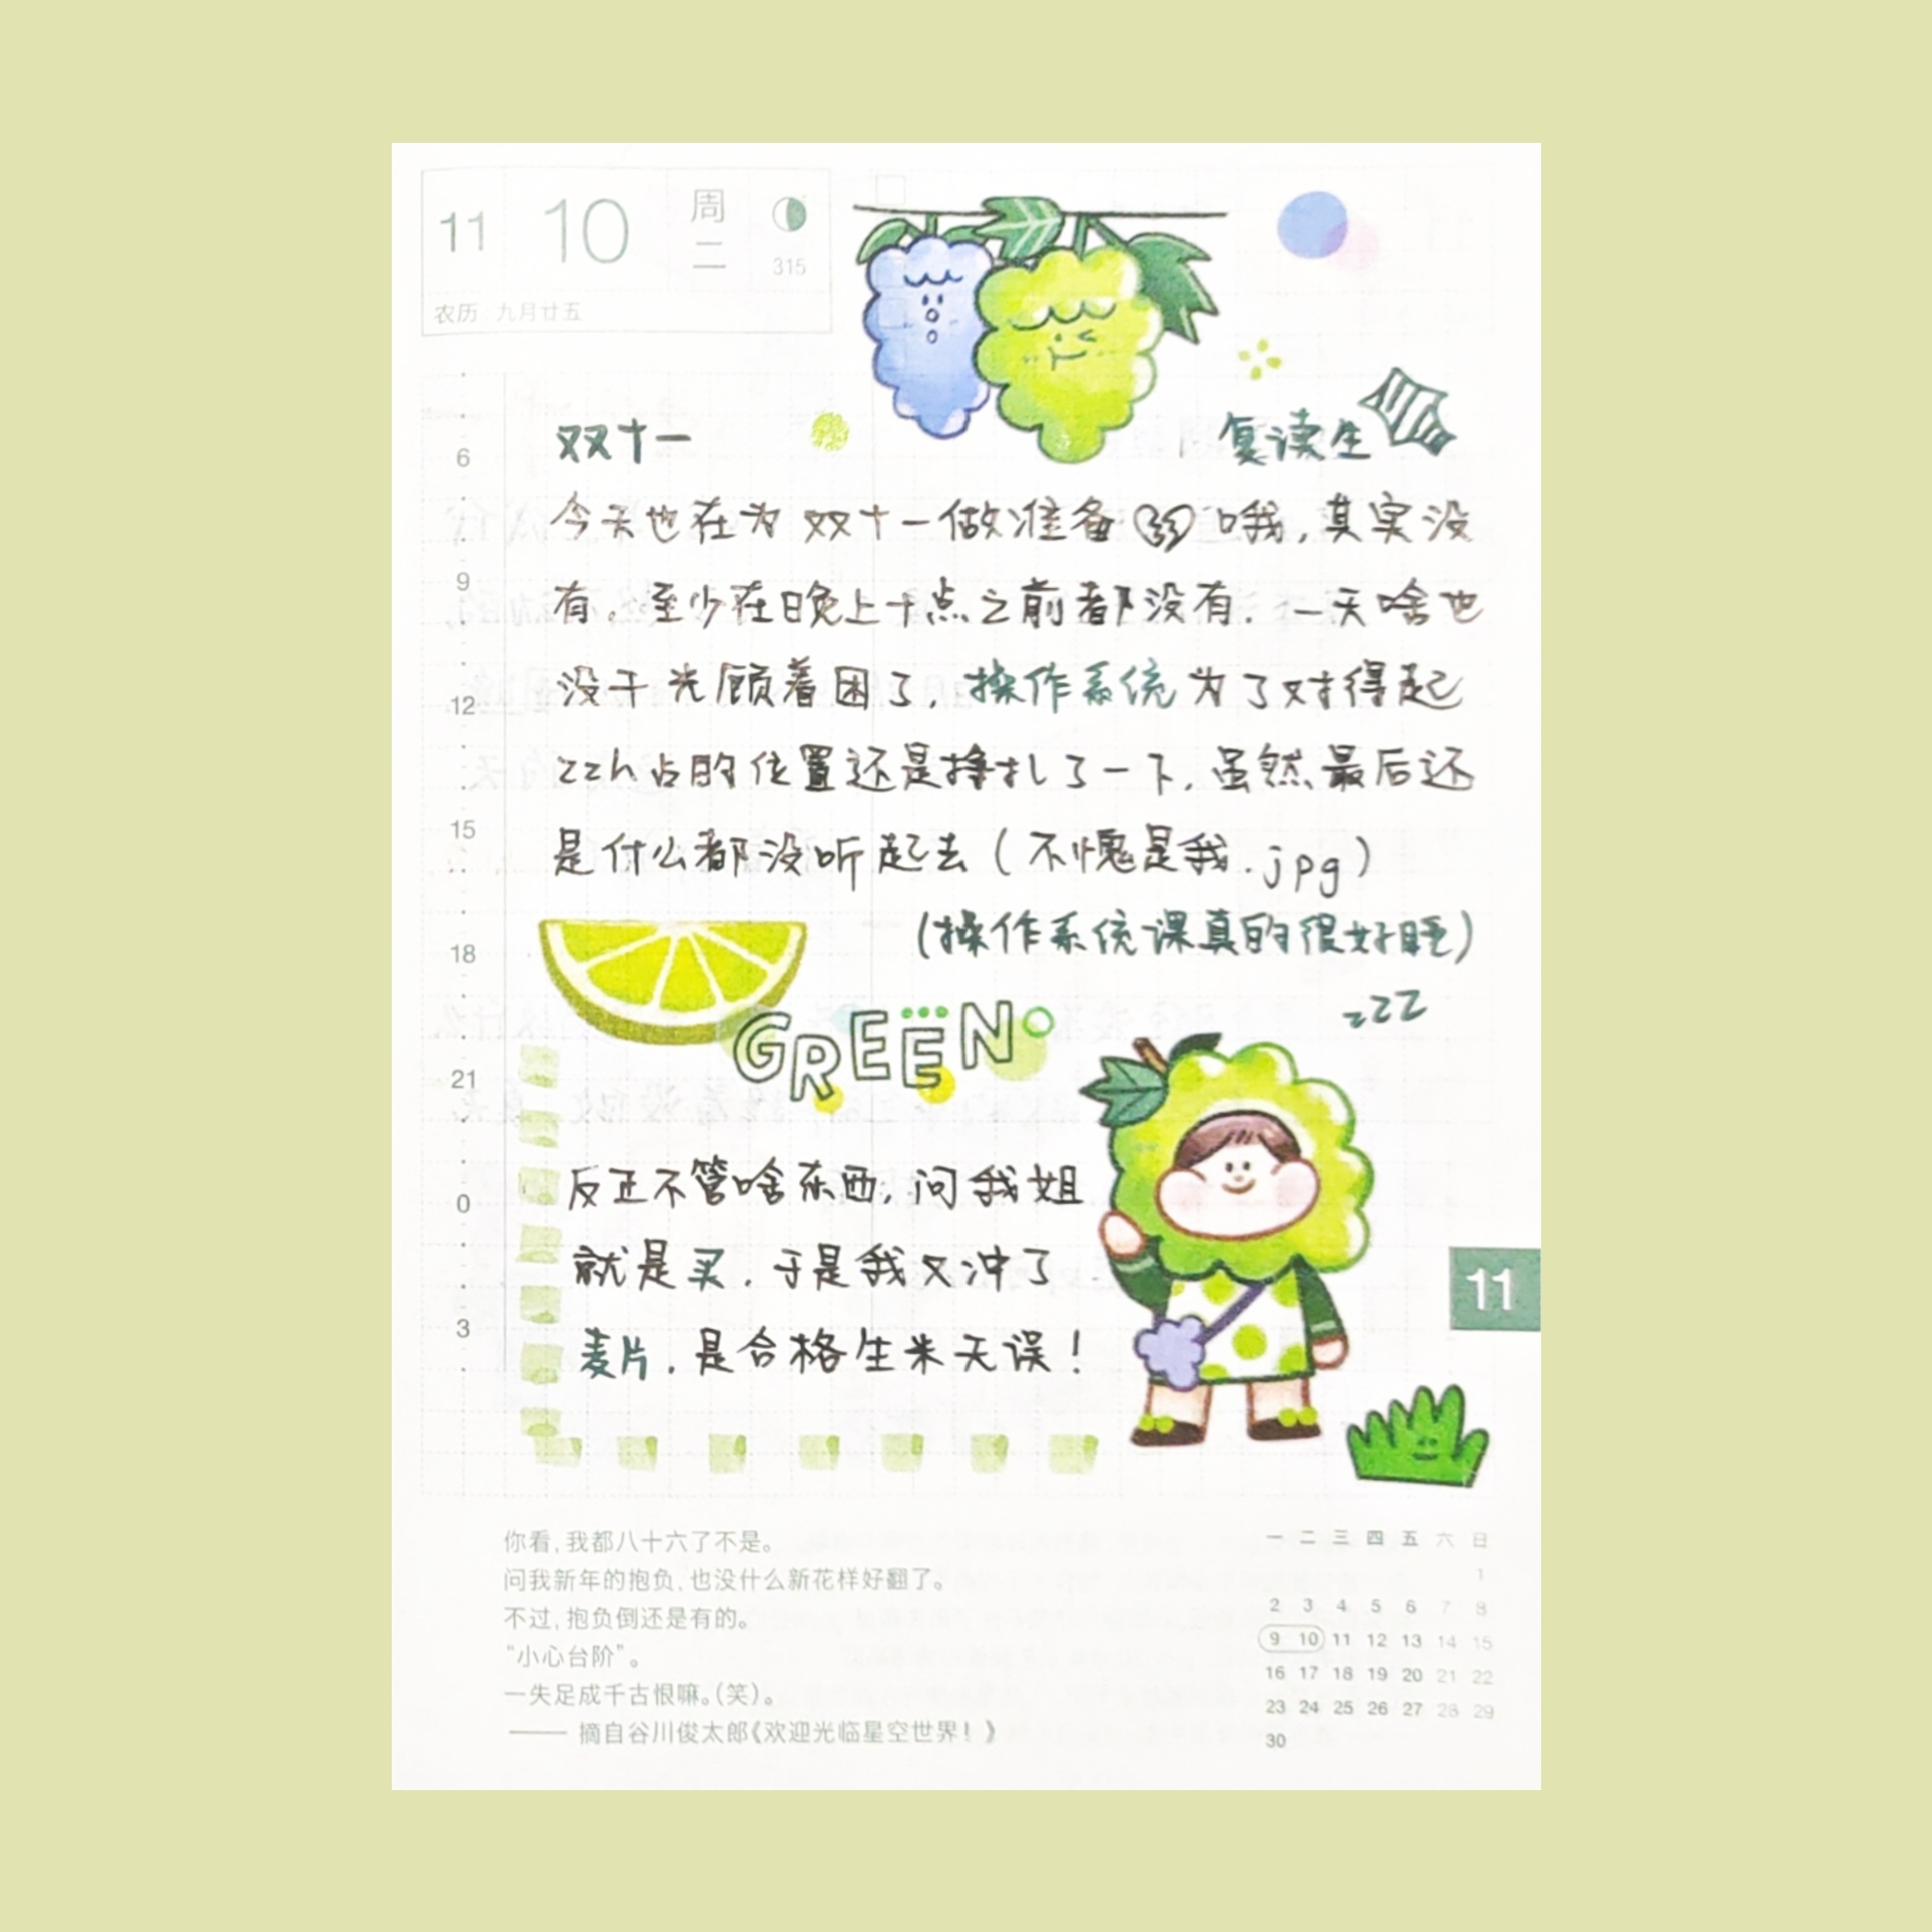 11 10 周二 315
农历 九月廿五
双十一
复读生
今天也在为双十一做准备 哦,其实没
有。至少在晚上十点之前都没有.一天啥也
没干光顾着困了,操作系统为了对得起
zzh占的位置还是挣扎了一下,虽然最后还
是什么都没听起去(不愧是我.jpg)
(操作系统课真的很好睡)
zZZ
GREEN
反正不管啥东西,问我姐
就是买.于是我又冲了
麦片.是合格生米无误!
6
9
12
15
18
21
0
3
11
你看,我都八十六了不是。
问我新年的抱负,也没什么新花样好翻了。
不过,抱负倒还是有的。
“小心台阶”。
一失足成千古恨嘛。(笑)。
—— 摘自谷川俊太郎《欢迎光临星空世界！》
一 二 三 四 五 六 日
1
2 3 4 5 6 7 8
9 10 11 12 13 14 15
16 17 18 19 20 21 22
23 24 25 26 27 28 29
30